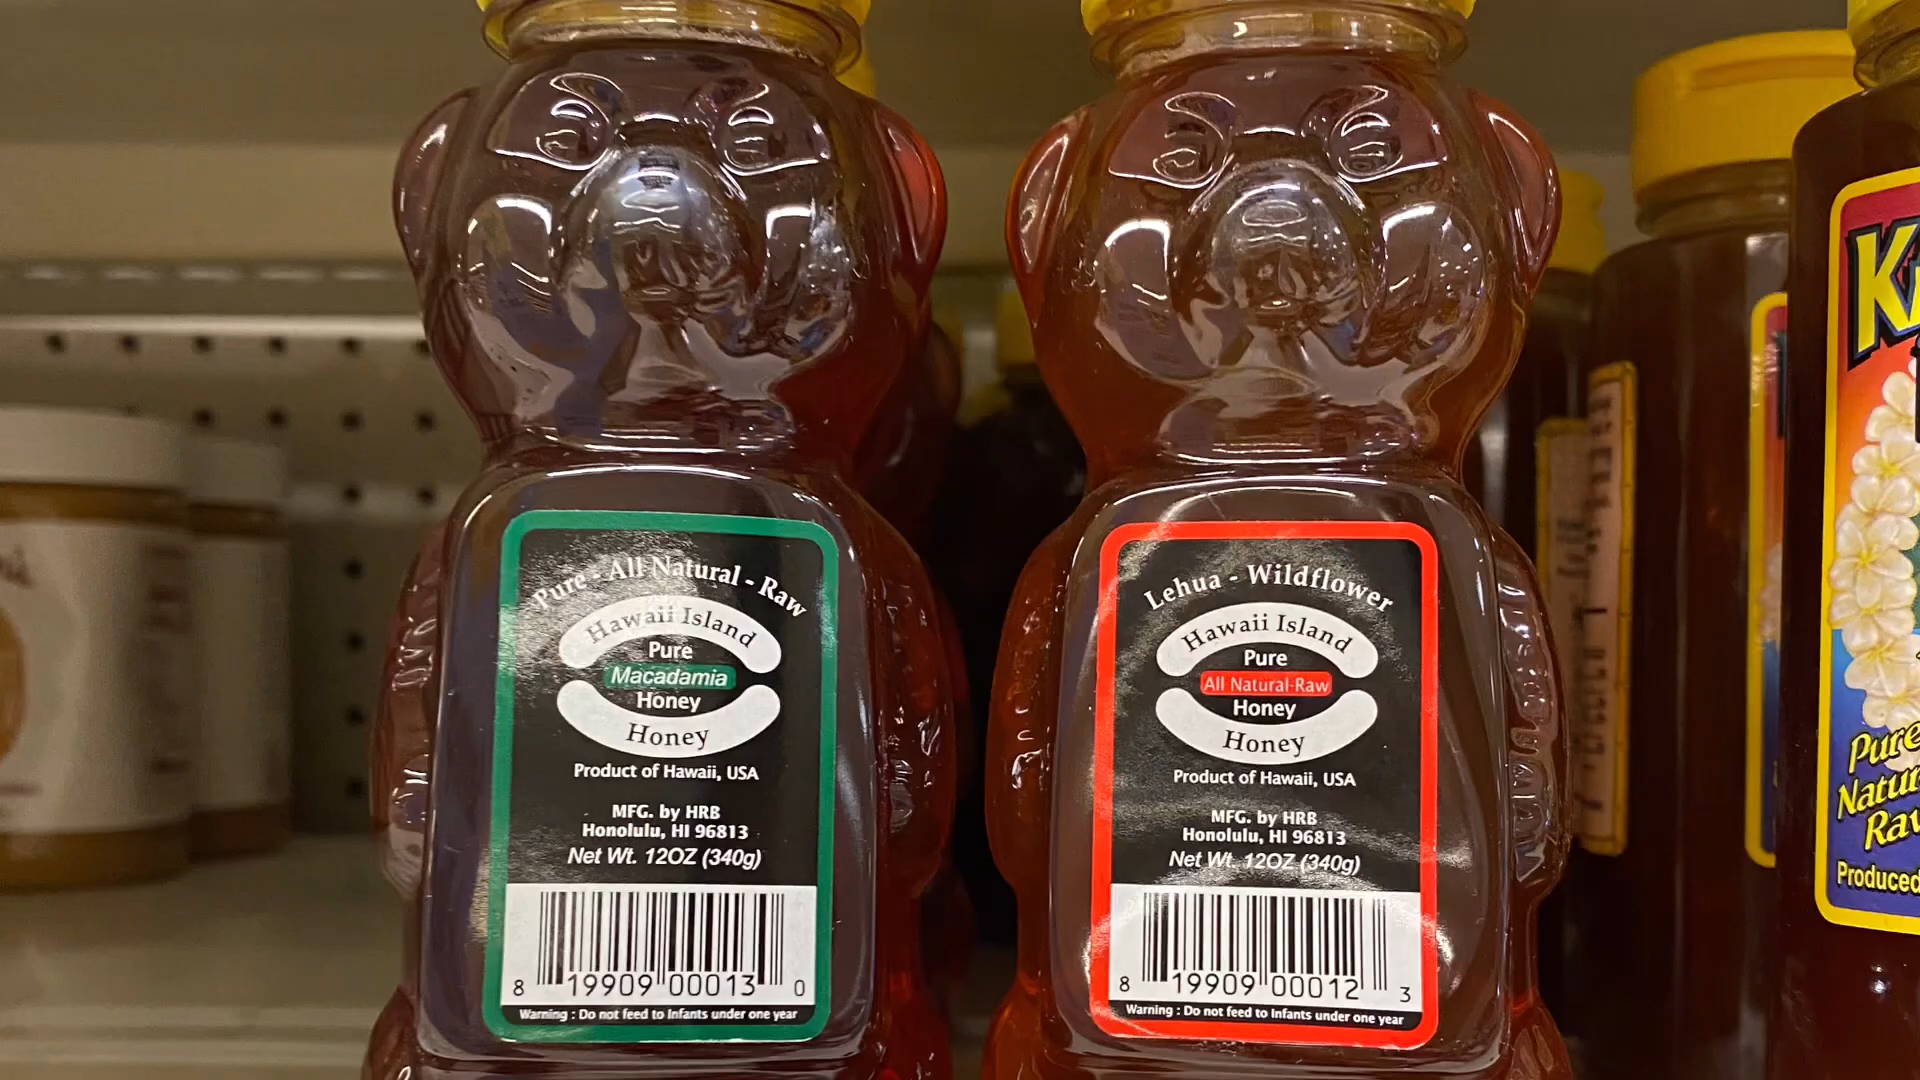 Pure - All Natural - Raw
Hawaii Island
Pure
Macadamia
Honey
Honey
Product of Hawaii, USA
MFG. by HRB
Honolulu, HI 96813
Net Wt. 12OZ (340g)
8 19909 00013 0
Warning : Do not feed to Infants under one year
Lehua - Wildflower
Hawaii Island
Pure
All Natural-Raw
Honey
Honey
Product of Hawaii, USA
MFG. by HRB
Honolulu, HI 96813
Net Wt. 12OZ (340g)
8 19909 00012 3
Warning : Do not feed to Infants under one year
Pure
Produced